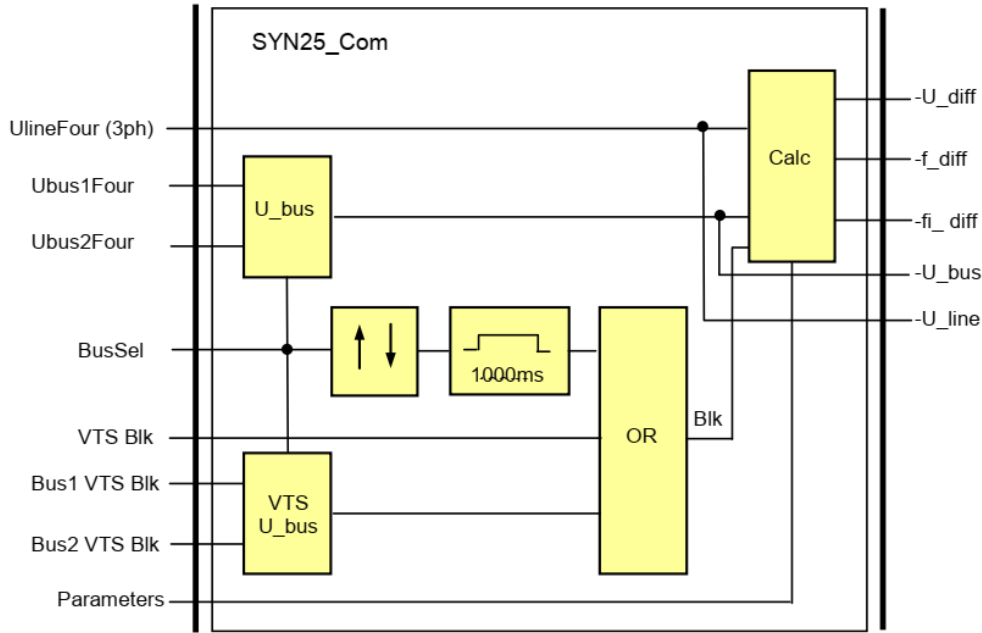 SYN25_Com
UlineFour (3ph)
Ubus1Four
Ubus2Four
BusSel
VTS Blk
Bus1 VTS Blk
Bus2 VTS Blk
Parameters
U_bus
1000ms
VTS
U_bus
OR
Blk
Calc
-U_diff
-f_diff
-fi_ diff
-U_bus
-U_line